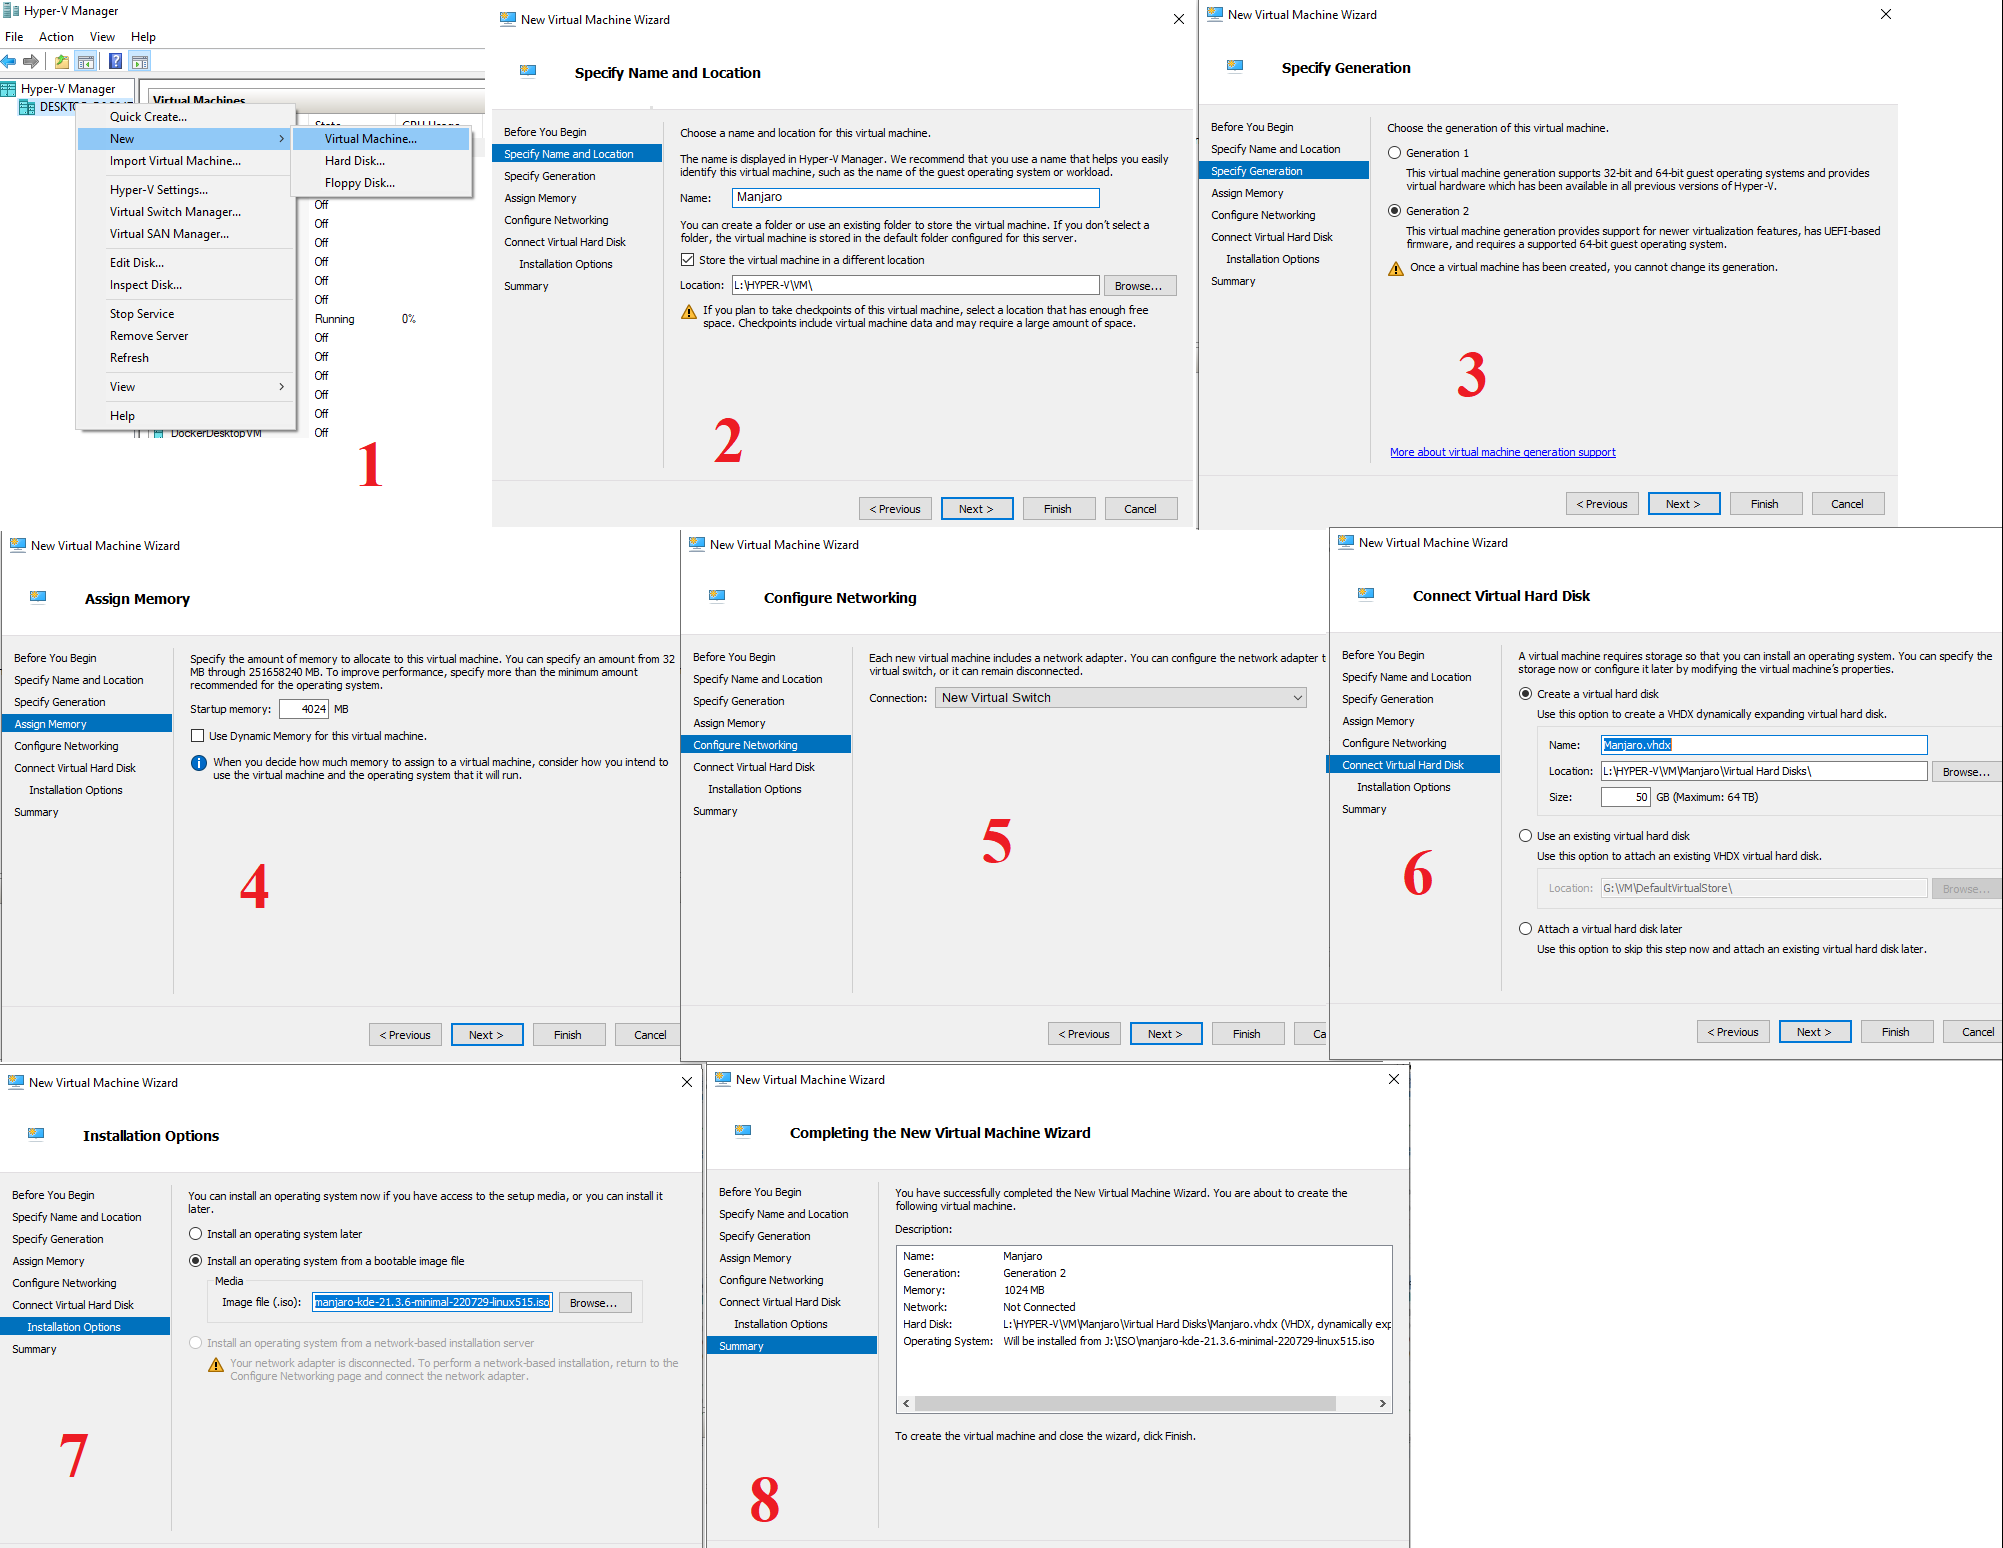 Hyper-V Manager
File Action View Help
Hyper-V Manager
Virtual Machines
Quick Create...
New
Import Virtual Machine...
Hyper-V Settings...
Virtual Switch Manager...
Virtual SAN Manager...
Edit Disk...
Inspect Disk...
Stop Service
Remove Server
Refresh
View
Help
Virtual Machine...
Hard Disk...
Floppy Disk...
Off
Off
Off
Off
Off
Off
Running 0%
Off
Off
Off
Off
Off
DockerDesktopVM Off
1
New Virtual Machine Wizard
Specify Name and Location
Before You Begin
Specify Name and Location
Specify Generation
Assign Memory
Configure Networking
Connect Virtual Hard Disk
Installation Options
Summary
Choose a name and location for this virtual machine.
The name is displayed in Hyper-V Manager. We recommend that you use a name that helps you easily
identify this virtual machine, such as the name of the guest operating system or workload.
Name: Manjaro
You can create a folder or use an existing folder to store the virtual machine. If you don't select a
folder, the virtual machine is stored in the default folder configured for this server.
Store the virtual machine in a different location
Location: L:\HYPER-V\VM\ Browse...
If you plan to take checkpoints of this virtual machine, select a location that has enough free
space. Checkpoints include virtual machine data and may require a large amount of space.
2
< Previous Next > Finish Cancel
New Virtual Machine Wizard
Specify Generation
Before You Begin
Specify Name and Location
Specify Generation
Assign Memory
Configure Networking
Connect Virtual Hard Disk
Installation Options
Summary
Choose the generation of this virtual machine.
Generation 1
This virtual machine generation supports 32-bit and 64-bit guest operating systems and provides
virtual hardware which has been available in all previous versions of Hyper-V.
Generation 2
This virtual machine generation provides support for newer virtualization features, has UEFI-based
firmware, and requires a supported 64-bit guest operating system.
Once a virtual machine has been created, you cannot change its generation.
3
More about virtual machine generation support
< Previous Next > Finish Cancel
New Virtual Machine Wizard
Assign Memory
Before You Begin
Specify Name and Location
Specify Generation
Assign Memory
Configure Networking
Connect Virtual Hard Disk
Installation Options
Summary
Specify the amount of memory to allocate to this virtual machine. You can specify an amount from 32
MB through 251658240 MB. To improve performance, specify more than the minimum amount
recommended for the operating system.
Startup memory: 4024 MB
Use Dynamic Memory for this virtual machine.
When you decide how much memory to assign to a virtual machine, consider how you intend to
use the virtual machine and the operating system that it will run.
4
< Previous Next > Finish Cancel
New Virtual Machine Wizard
Configure Networking
Before You Begin
Specify Name and Location
Specify Generation
Assign Memory
Configure Networking
Connect Virtual Hard Disk
Installation Options
Summary
Each new virtual machine includes a network adapter. You can configure the network adapter t
virtual switch, or it can remain disconnected.
Connection: New Virtual Switch
5
< Previous Next > Finish Ca
New Virtual Machine Wizard
Connect Virtual Hard Disk
Before You Begin
Specify Name and Location
Specify Generation
Assign Memory
Configure Networking
Connect Virtual Hard Disk
Installation Options
Summary
A virtual machine requires storage so that you can install an operating system. You can specify the
storage now or configure it later by modifying the virtual machine's properties.
Create a virtual hard disk
Use this option to create a VHDX dynamically expanding virtual hard disk.
Name: Manjaro.vhdx
Location: L:\HYPER-V\VM\Manjaro\Virtual Hard Disks\ Browse...
Size: 50 GB (Maximum: 64 TB)
Use an existing virtual hard disk
Use this option to attach an existing VHDX virtual hard disk.
Location: G:\VM\DefaultVirtualStore\ Browse...
Attach a virtual hard disk later
Use this option to skip this step now and attach an existing virtual hard disk later.
6
< Previous Next > Finish Cancel
New Virtual Machine Wizard
Installation Options
Before You Begin
Specify Name and Location
Specify Generation
Assign Memory
Configure Networking
Connect Virtual Hard Disk
Installation Options
Summary
You can install an operating system now if you have access to the setup media, or you can install it
later.
Install an operating system later
Install an operating system from a bootable image file
Media
Image file (.iso): manjaro-kde-21.3.6-minimal-220729-linux515.iso Browse...
Install an operating system from a network-based installation server
Your network adapter is disconnected. To perform a network-based installation, return to the
Configure Networking page and connect the network adapter.
7
New Virtual Machine Wizard
Completing the New Virtual Machine Wizard
Before You Begin
Specify Name and Location
Specify Generation
Assign Memory
Configure Networking
Connect Virtual Hard Disk
Installation Options
Summary
You have successfully completed the New Virtual Machine Wizard. You are about to create the
following virtual machine.
Description:
Name: Manjaro
Generation: Generation 2
Memory: 1024 MB
Network: Not Connected
Hard Disk: L:\HYPER-V\VM\Manjaro\Virtual Hard Disks\Manjaro.vhdx (VHDX, dynamically exp
Operating System: Will be installed from J:\ISO\manjaro-kde-21.3.6-minimal-220729-linux515.iso
To create the virtual machine and close the wizard, click Finish.
8